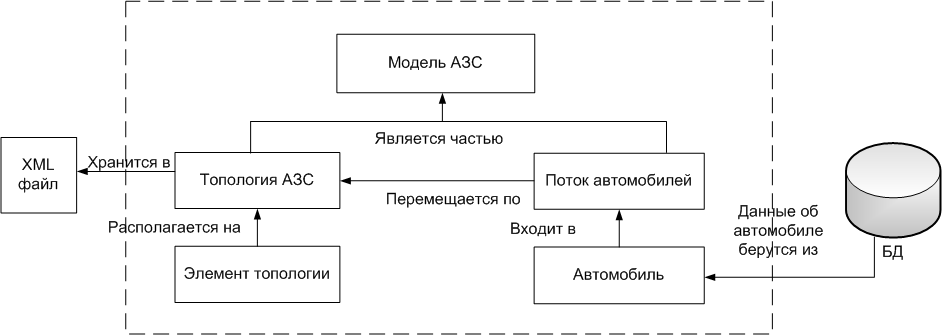 Модель АЗС
Является частью
XML
файл
Хранится в
Топология АЗС
Перемещается по
Поток автомобилей
Располагается на
Входит в
Данные об
автомобиле
берутся из
БД
Элемент топологии
Автомобиль